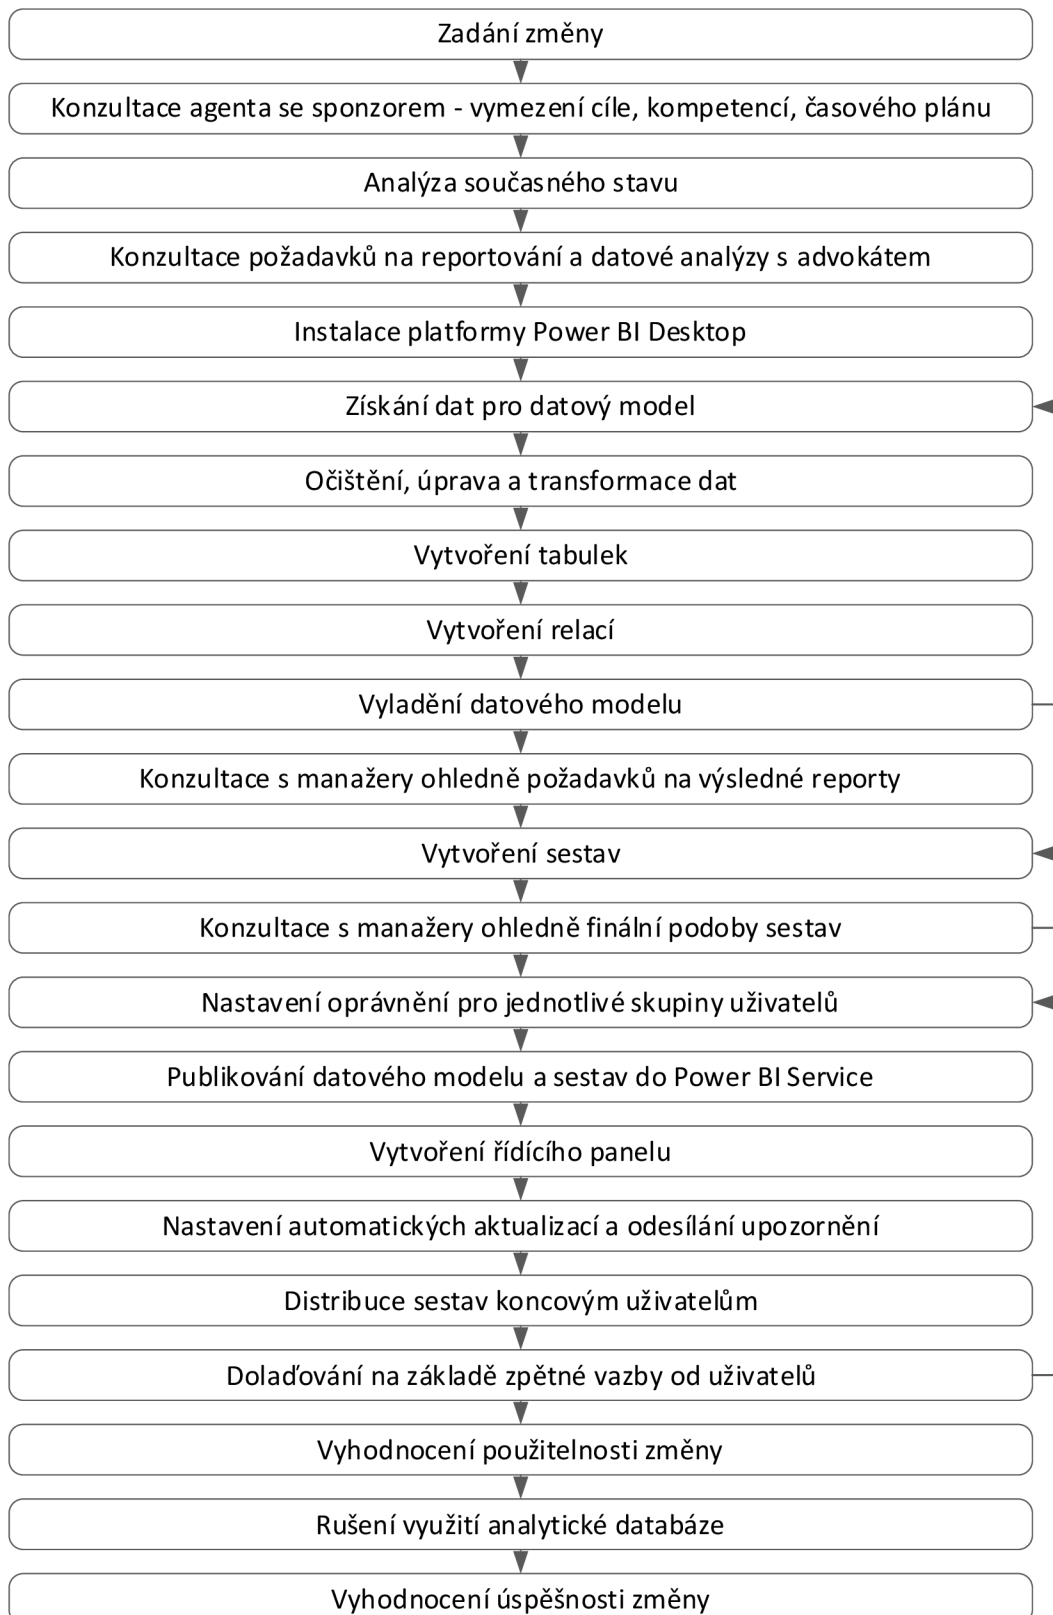 Zadání změny
Konzultace agenta se sponzorem - vymezení cíle, kompetencí, časového plánu
Analýza současného stavu
Konzultace požadavků na reportování a datové analýzy s advokátem
Instalace platformy Power BI Desktop
Získání dat pro datový model
Očištění, úprava a transformace dat
Vytvoření tabulek
Vytvoření relací
Vyladění datového modelu
Konzultace s manažery ohledně požadavků na výsledné reporty
Vytvoření sestav
Konzultace s manažery ohledně finální podoby sestav
Nastavení oprávnění pro jednotlivé skupiny uživatelů
Publikování datového modelu a sestav do Power BI Service
Vytvoření řídícího panelu
Nastavení automatických aktualizací a odesílání upozornění
Distribuce sestav koncovým uživatelům
Dolaďování na základě zpětné vazby od uživatelů
Vyhodnocení použitelnosti změny
Rušení využití analytické databáze
Vyhodnocení úspěšnosti změny